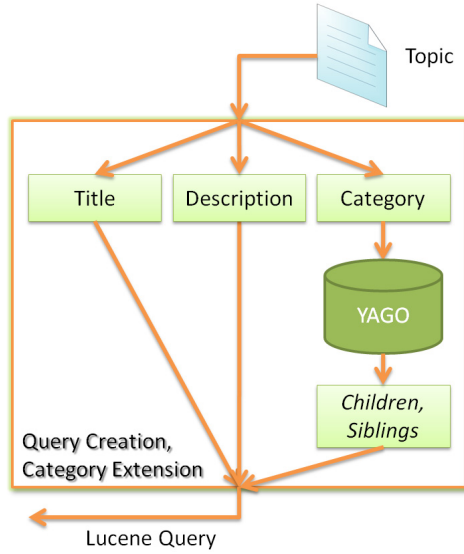 Topic
Title
Description
Category
YAGO
Children,
Siblings
Query Creation,
Category Extension
Lucene Query